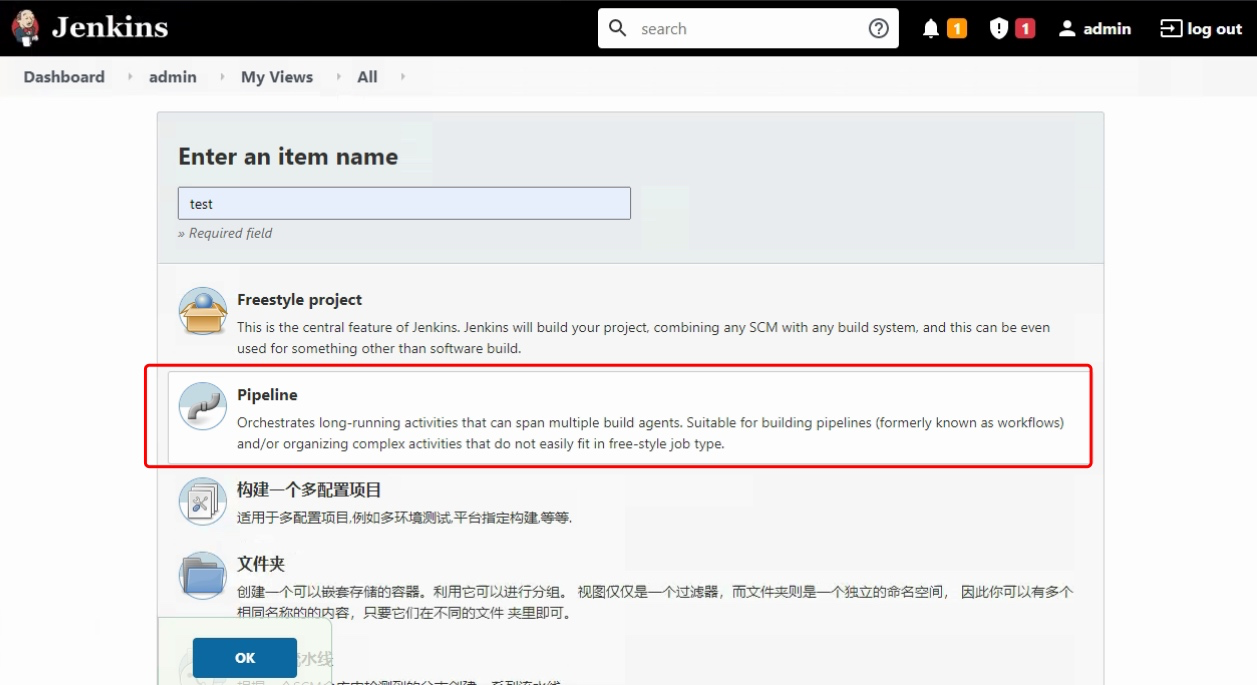 Jenkins
search
1
1
admin
log out
Dashboard
admin
My Views
All
Enter an item name
test
» Required field
Freestyle project
This is the central feature of Jenkins. Jenkins will build your project, combining any SCM with any build system, and this can be even
used for something other than software build.
Pipeline
Orchestrates long-running activities that can span multiple build agents. Suitable for building pipelines (formerly known as workflows)
and/or organizing complex activities that do not easily fit in free-style job type.
构建一个多配置项目
适用于多配置项目,例如多环境测试,平台指定构建,等等.
文件夹
创建一个可以嵌套存储的容器。利用它可以进行分组。 视图仅仅是一个过滤器，而文件夹则是一个独立的命名空间， 因此你可以有多个
相同名称的的内容，只要它们在不同的文件 夹里即可。
OK
水线